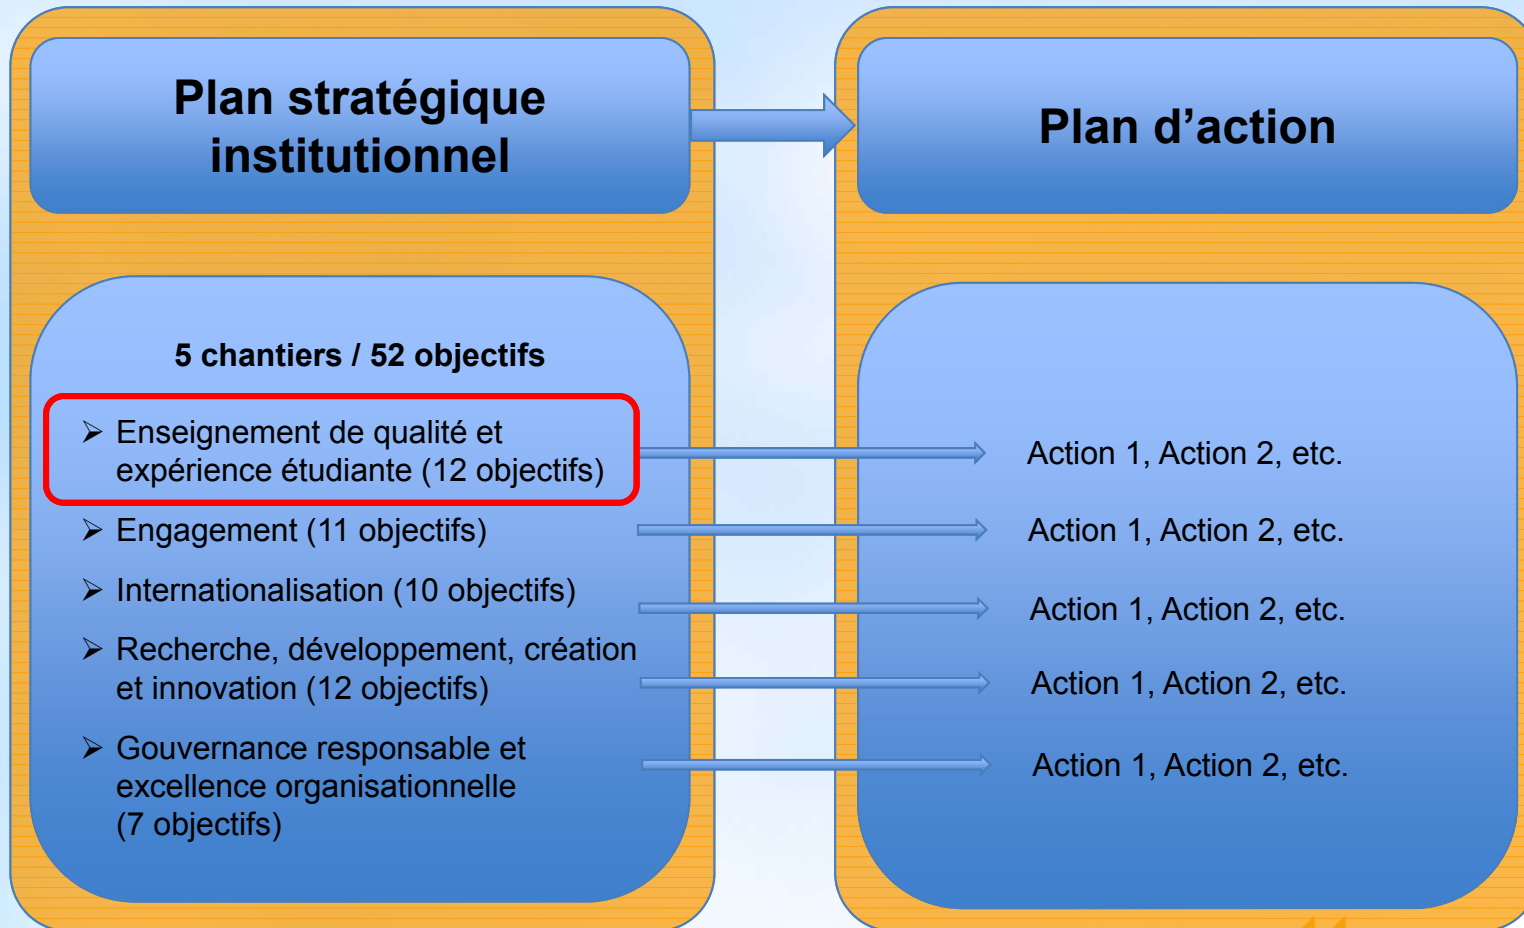 Plan stratégique
institutionnel
Plan d’action
5 chantiers / 52 objectifs
➢ Enseignement de qualité et
expérience étudiante (12 objectifs)
➢ Engagement (11 objectifs)
➢ Internationalisation (10 objectifs)
➢ Recherche, développement, création
et innovation (12 objectifs)
➢ Gouvernance responsable et
excellence organisationnelle
(7 objectifs)
Action 1, Action 2, etc.
Action 1, Action 2, etc.
Action 1, Action 2, etc.
Action 1, Action 2, etc.
Action 1, Action 2, etc.